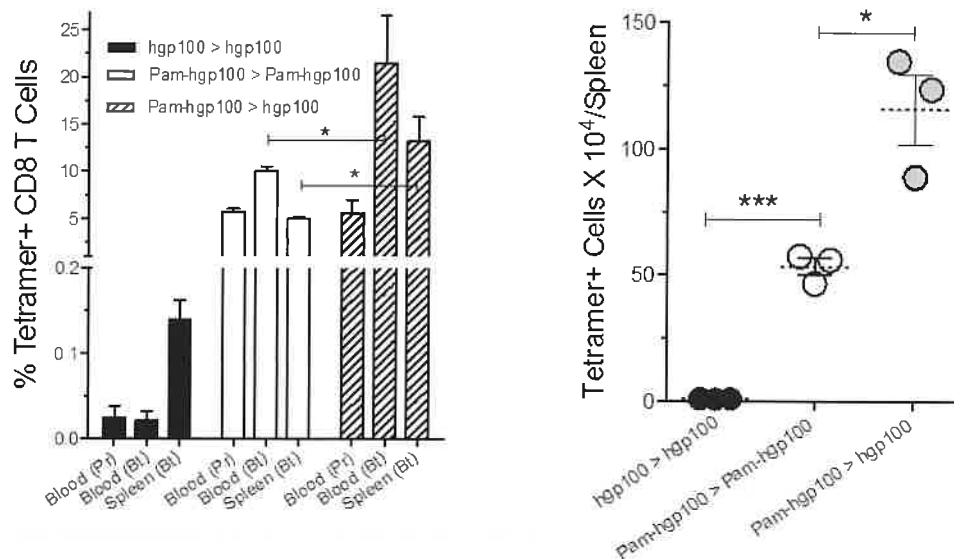 % Tetramer+ CD8 T Cells
25
20
15
10
5
0.2
0.1
0.0
hgp100 > hgp100
Pam-hgp100 > Pam-hgp100
Pam-hgp100 > hgp100
*
*
Blood (Pr)
Blood (Bt)
Spleen (Bt)
Blood (Pr)
Blood (Bt)
Spleen (Bt)
Blood (Pr)
Blood (Bt)
Spleen (Bt)
Tetramer+ Cells X 10⁴/Spleen
150
100
50
0
***
*
hgp100 > hgp100
Pam-hgp100 > Pam-hgp100
Pam-hgp100 > hgp100